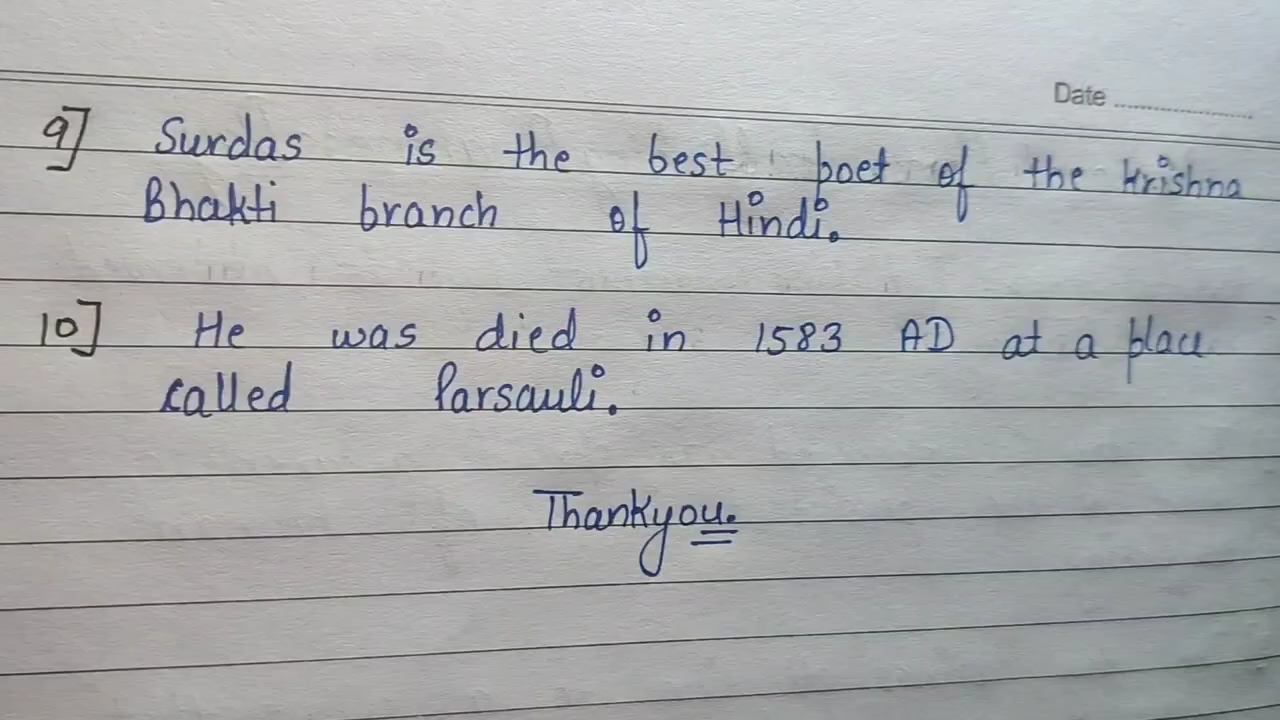 Date
9] Surdas is the best poet of the Krishna
Bhakti branch of Hindi.
10] He was died in 1583 AD at a place
called Parsauli.
Thankyou.